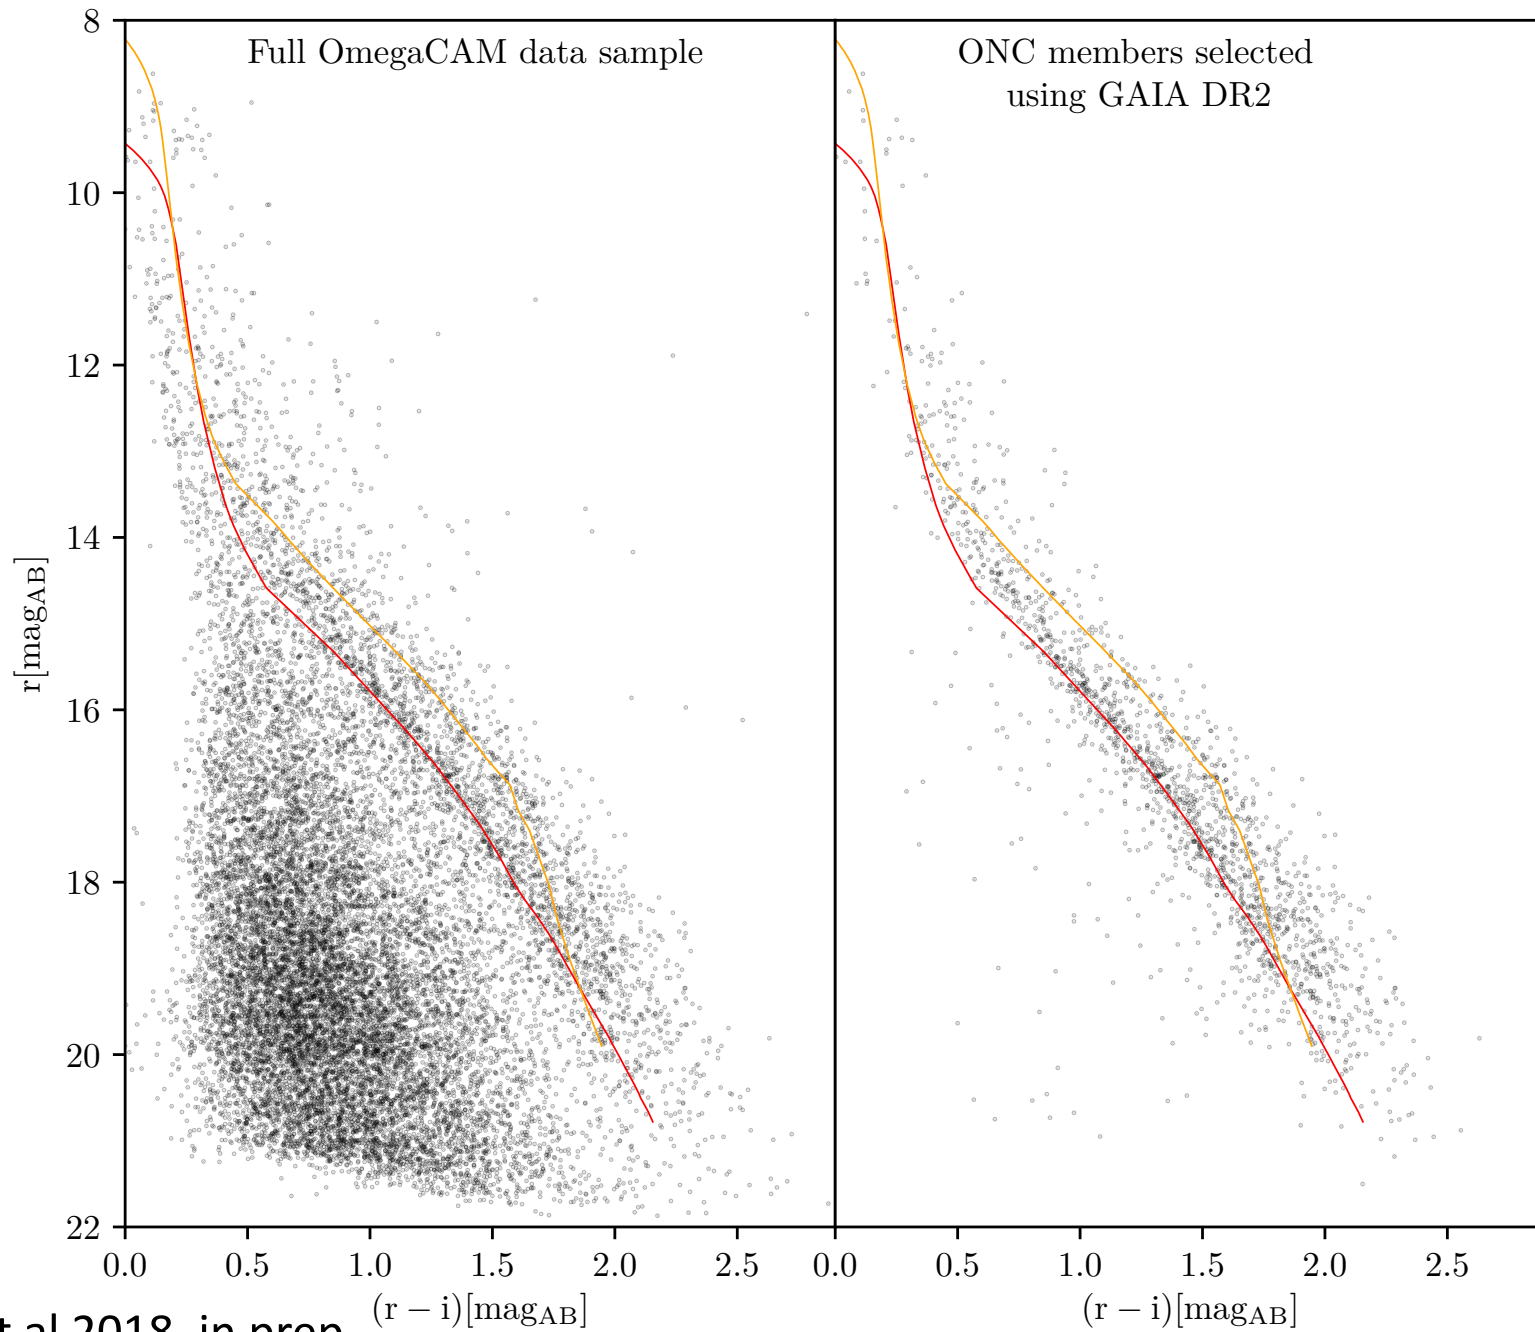 Full OmegaCAM data sample
ONC members selected
using GAIA DR2
8
10
12
14
16
18
20
22
r[mag_AB]
0.0 0.5 1.0 1.5 2.0 2.5 0.0 0.5 1.0 1.5 2.0 2.5
(r − i)[mag_AB] (r − i)[mag_AB]
t al 2018, in prep